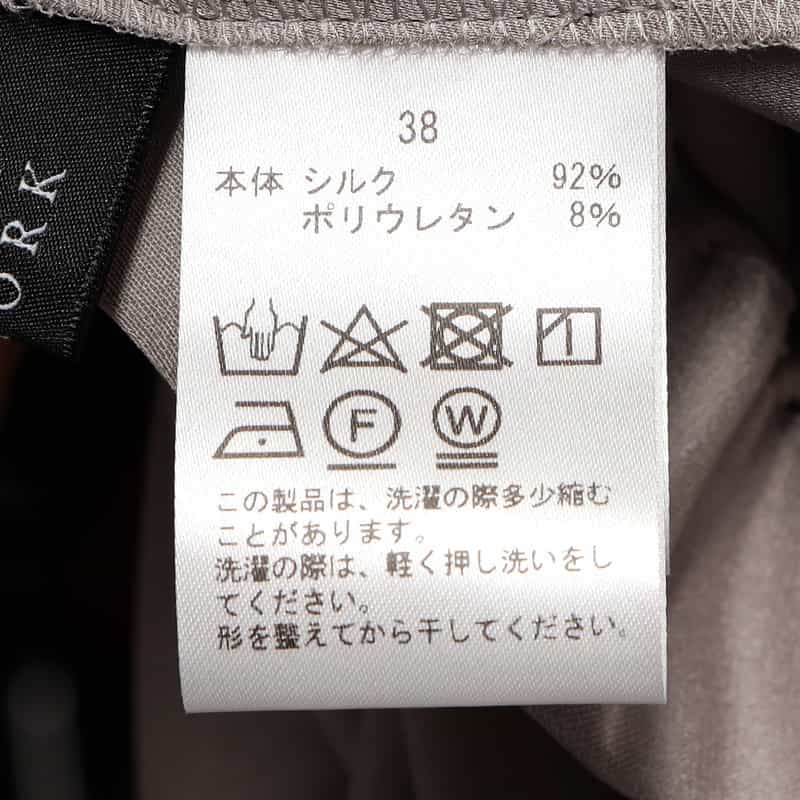 ORK
38
本体 シルク 92%
ポリウレタン 8%
F W
この製品は、洗濯の際多少縮む
ことがあります。
洗濯の際は、軽く押し洗いをし
てください。
形を整えてから干してください。